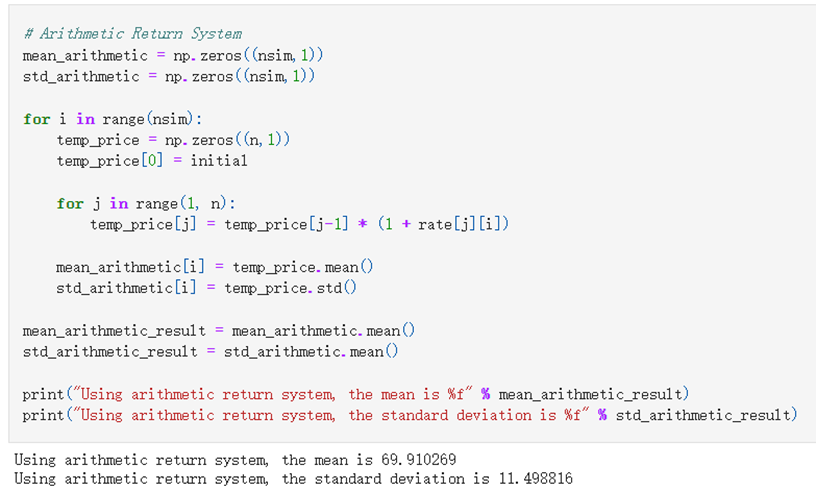 # Arithmetic Return System
mean_arithmetic = np.zeros((nsim,1))
std_arithmetic = np.zeros((nsim,1))
for i in range(nsim):
    temp_price = np.zeros((n,1))
    temp_price[0] = initial
    for j in range(1, n):
        temp_price[j] = temp_price[j-1] * (1 + rate[j][i])
    mean_arithmetic[i] = temp_price.mean()
    std_arithmetic[i] = temp_price.std()
mean_arithmetic_result = mean_arithmetic.mean()
std_arithmetic_result = std_arithmetic.mean()
print("Using arithmetic return system, the mean is %f" % mean_arithmetic_result)
print("Using arithmetic return system, the standard deviation is %f" % std_arithmetic_result)
Using arithmetic return system, the mean is 69.910269
Using arithmetic return system, the standard deviation is 11.498816